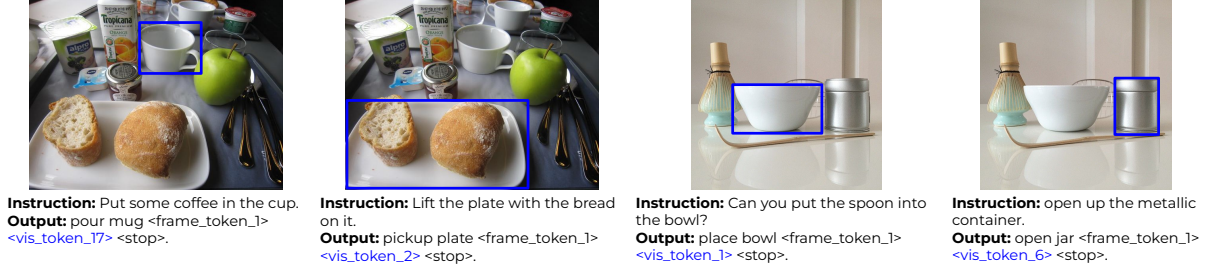 Tropicana
alpro
Tropicana
alpro
Instruction: Put some coffee in the cup.
Output: pour mug <frame_token_1>
<vis_token_17> <stop>.
Instruction: Lift the plate with the bread
on it.
Output: pickup plate <frame_token_1>
<vis_token_2> <stop>.
Instruction: Can you put the spoon into
the bowl?
Output: place bowl <frame_token_1>
<vis_token_1> <stop>.
Instruction: open up the metallic
container.
Output: open jar <frame_token_1>
<vis_token_6> <stop>.